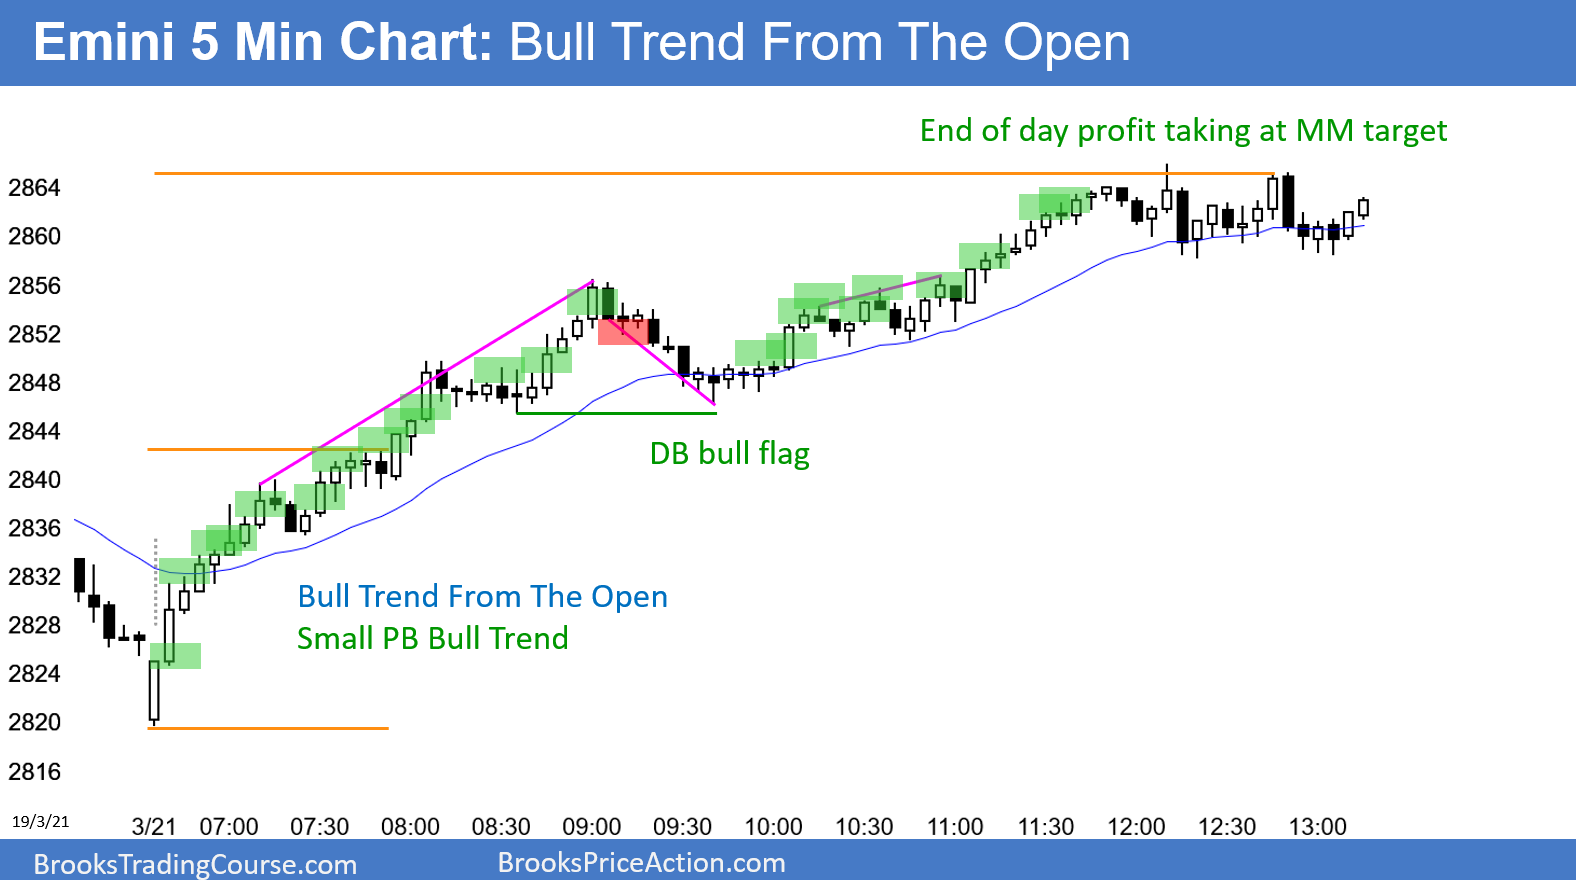 Emini 5 Min Chart: Bull Trend From The Open
End of day profit taking at MM target
2864
2860
2856
2852
2848
2844
DB bull flag
2840
2836
2832
Bull Trend From The Open
2828
Small PB Bull Trend
2824
2820
2816
19/3/21
3/21 07:00 07:30 08:00 08:30 09:00 09:30 10:00 10:30 11:00 11:30 12:00 12:30 13:00
BrooksTradingCourse.com BrooksPriceAction.com